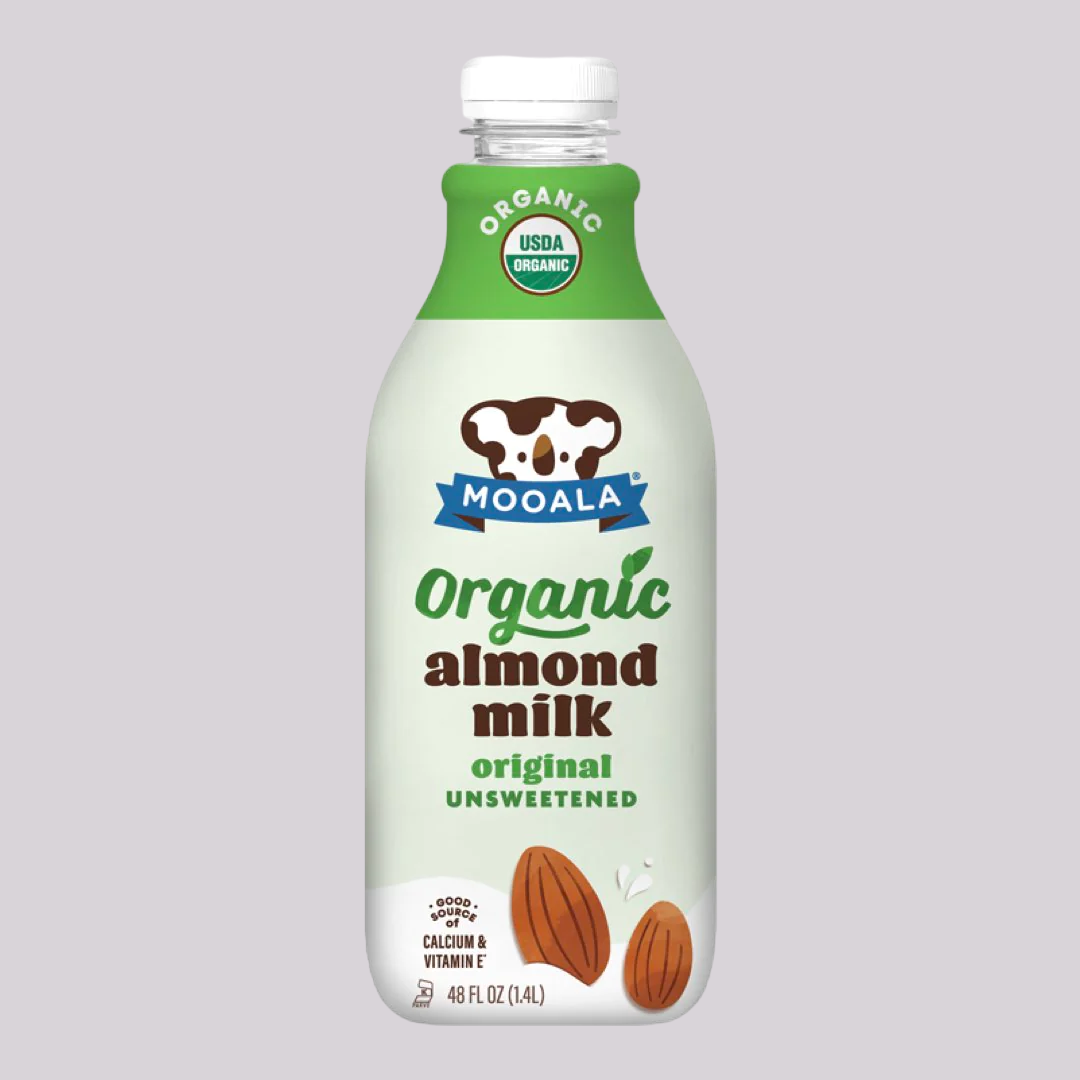 ORGANIC
USDA
ORGANIC
MOOALA®
Organic
almond
milk
original
UNSWEETENED
• GOOD •
SOURCE
of
CALCIUM &
VITAMIN E*
48 FL OZ (1.4L)